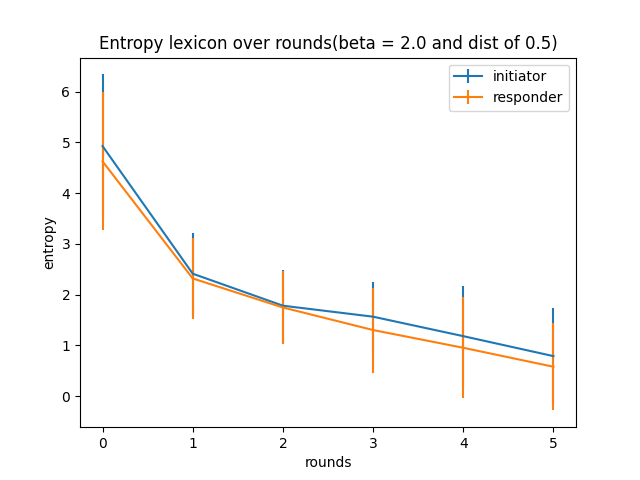 Entropy lexicon over rounds(beta = 2.0 and dist of 0.5)
initiator
responder
entropy
6
5
4
3
2
1
0
0 1 2 3 4 5
rounds